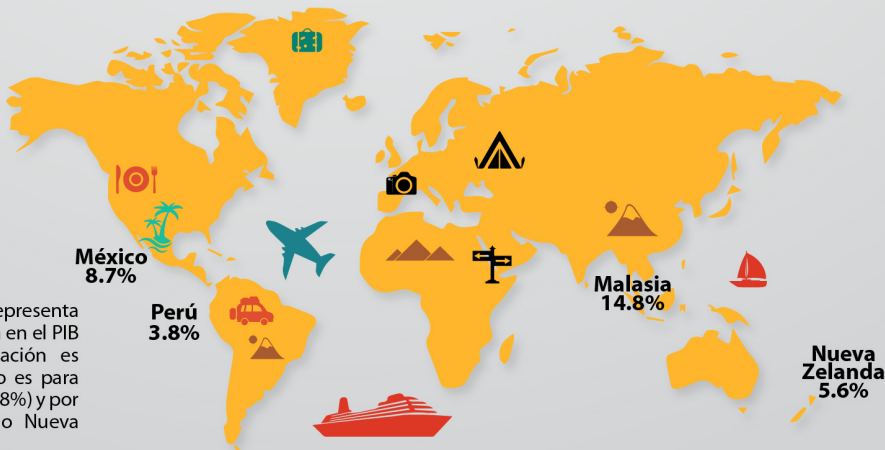 México
8.7%
Perú
3.8%
Malasia
14.8%
Nueva
Zelanda
5.6%
representa
en el PIB
ación es
o es para
8%) y por
o Nueva